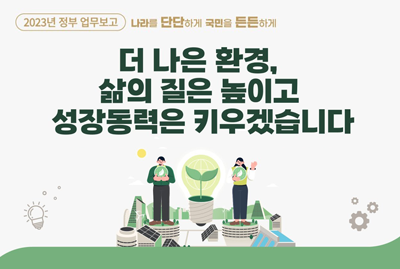 2023년 정부 업무보고 나라를 단단하게 국민을 든든하게
더 나은 환경,
삶의 질은 높이고
성장동력은 키우겠습니다